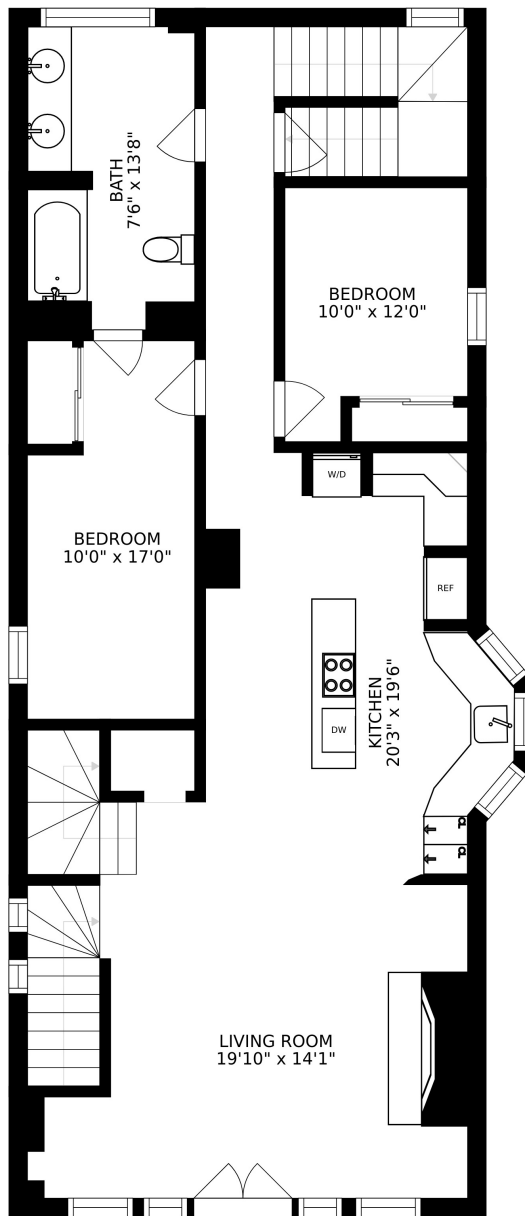 BATH
7'6" x 13'8"
BEDROOM
10'0" x 12'0"
W/D
BEDROOM
10'0" x 17'0"
REF
KITCHEN
20'3" x 19'6"
DW
LIVING ROOM
19'10" x 14'1"